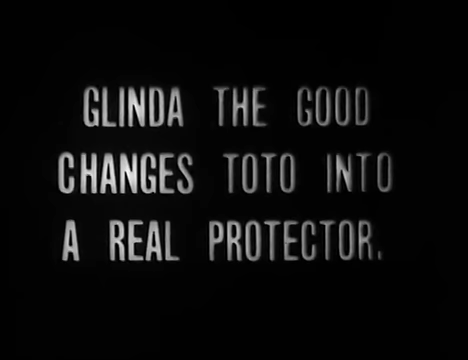 GLINDA THE GOOD
CHANGES TOTO INTO
A REAL PROTECTOR.